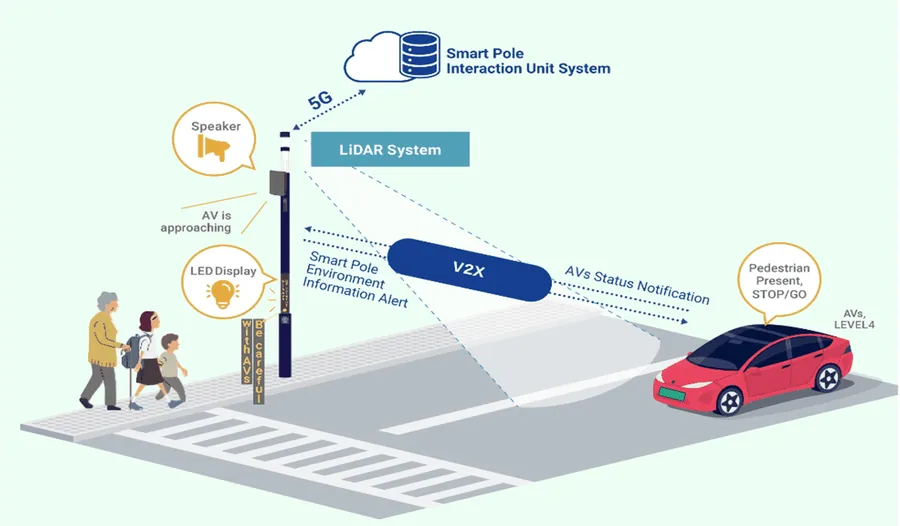 Smart Pole
Interaction Unit System
5G
Speaker
LiDAR System
AV is
approaching
LED Display
Smart Pole
Environment
Information Alert
V2X
AVs Status Notification
Pedestrian
Present,
STOP/GO
AVs,
LEVEL4
Be careful
with AVs